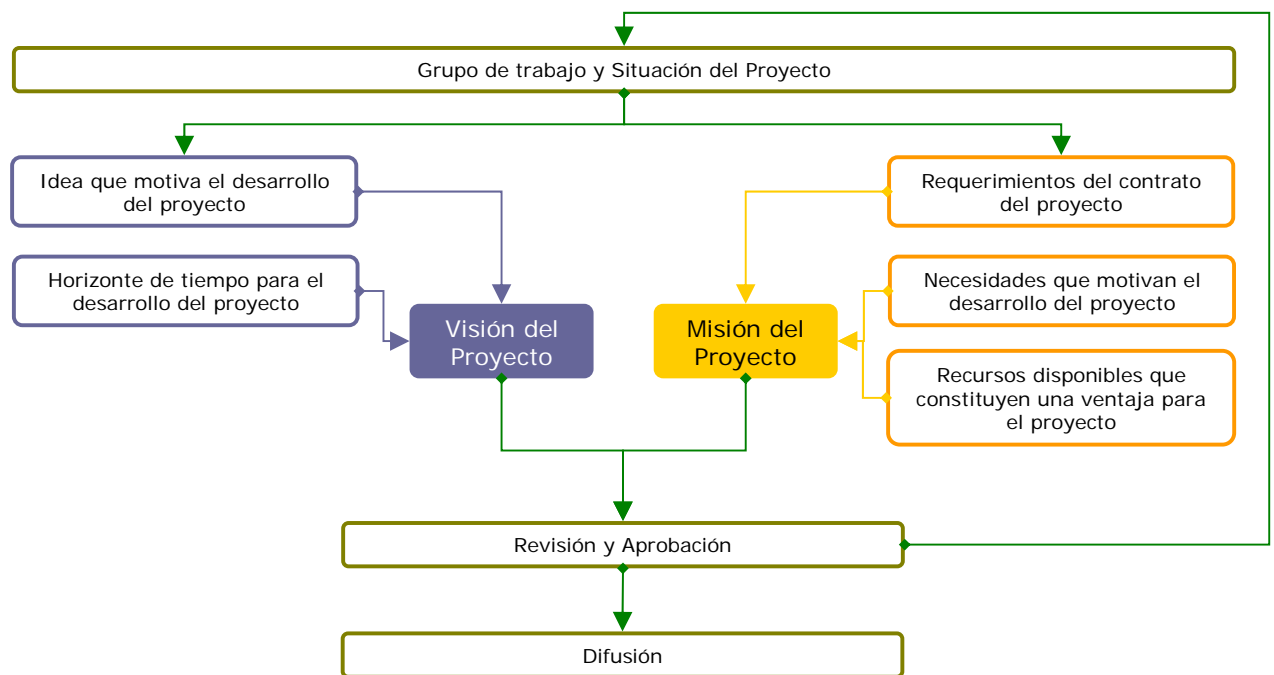 Grupo de trabajo y Situación del Proyecto
Idea que motiva el desarrollo
del proyecto
Requerimientos del contrato
del proyecto
Horizonte de tiempo para el
desarrollo del proyecto
Necesidades que motivan el
desarrollo del proyecto
Visión del
Proyecto
Misión del
Proyecto
Recursos disponibles que
constituyen una ventaja para
el proyecto
Revisión y Aprobación
Difusión